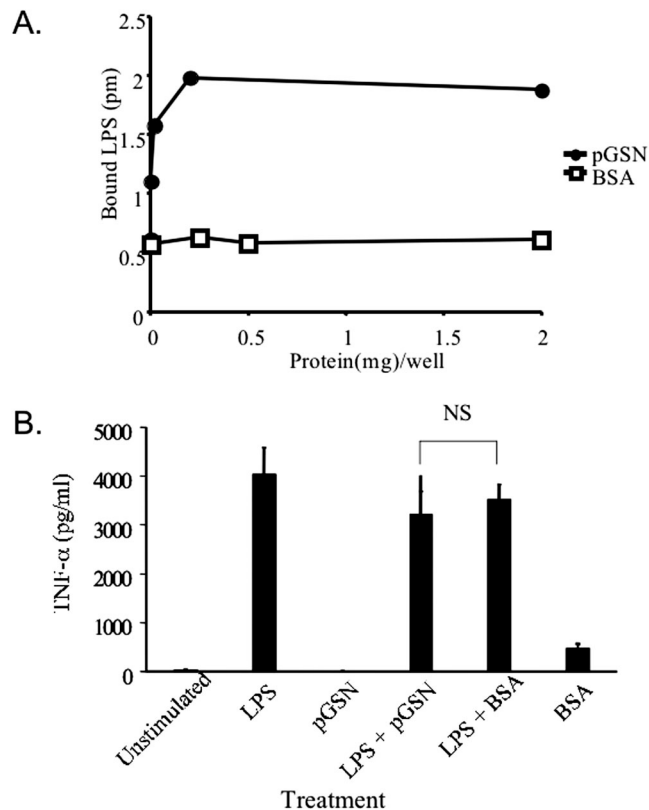 A.
Bound LPS (pm)
2.5
2
1.5
1
0.5
0
0 0.5 1 1.5 2
Protein(mg)/well
pGSN
BSA
B.
NS
TNF-α (pg/ml)
5000
4000
3000
2000
1000
0
Unstimulated
LPS
pGSN
LPS + pGSN
LPS + BSA
BSA
Treatment